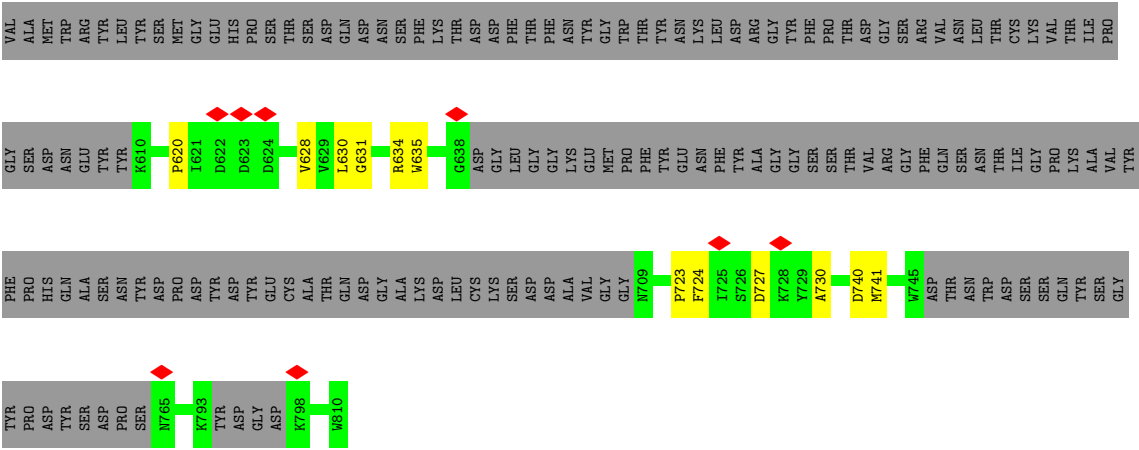 VAL ALA MET TRP ARG TYR LEU TYR SER MET GLY GLU HIS PRO SER THR SER ASP GLN ASP ASN SER PHE LYS THR ASP ASP PHE THR PHE ASN TYR GLY TRP THR TYR ASN LYS LEU ASP ARG GLY TYR PHE PRO THR ASP GLY SER ARG VAL ASN LEU THR CYS LYS VAL THR ILE PRO
GLY SER ASP ASN GLU TYR TYR K610 P620 I621 D622 D623 D624 V628 V629 L630 G631 R634 W635 G638 ASP GLY LEU GLY GLY LYS GLU MET PRO PHE TYR GLU ASN PHE TYR ALA GLY GLY SER SER THR VAL ARG GLY PHE GLN SER ASN THR ILE GLY PRO LYS ALA VAL TYR
PHE PRO HIS GLN ALA SER ASN TYR ASP PRO ASP TYR ASP TYR GLU CYS ALA THR GLN ASP GLY ALA LYS ASP LEU CYS LYS SER ASP ASP ALA VAL GLY GLY N709 P723 F724 I725 S726 D727 K728 Y729 A730 D740 M741 W745 ASP THR ASN TRP ASP SER SER GLN TYR SER GLY
TYR PRO ASP TYR SER ASP PRO SER N765 K793 TYR ASP GLY ASP K798 W810